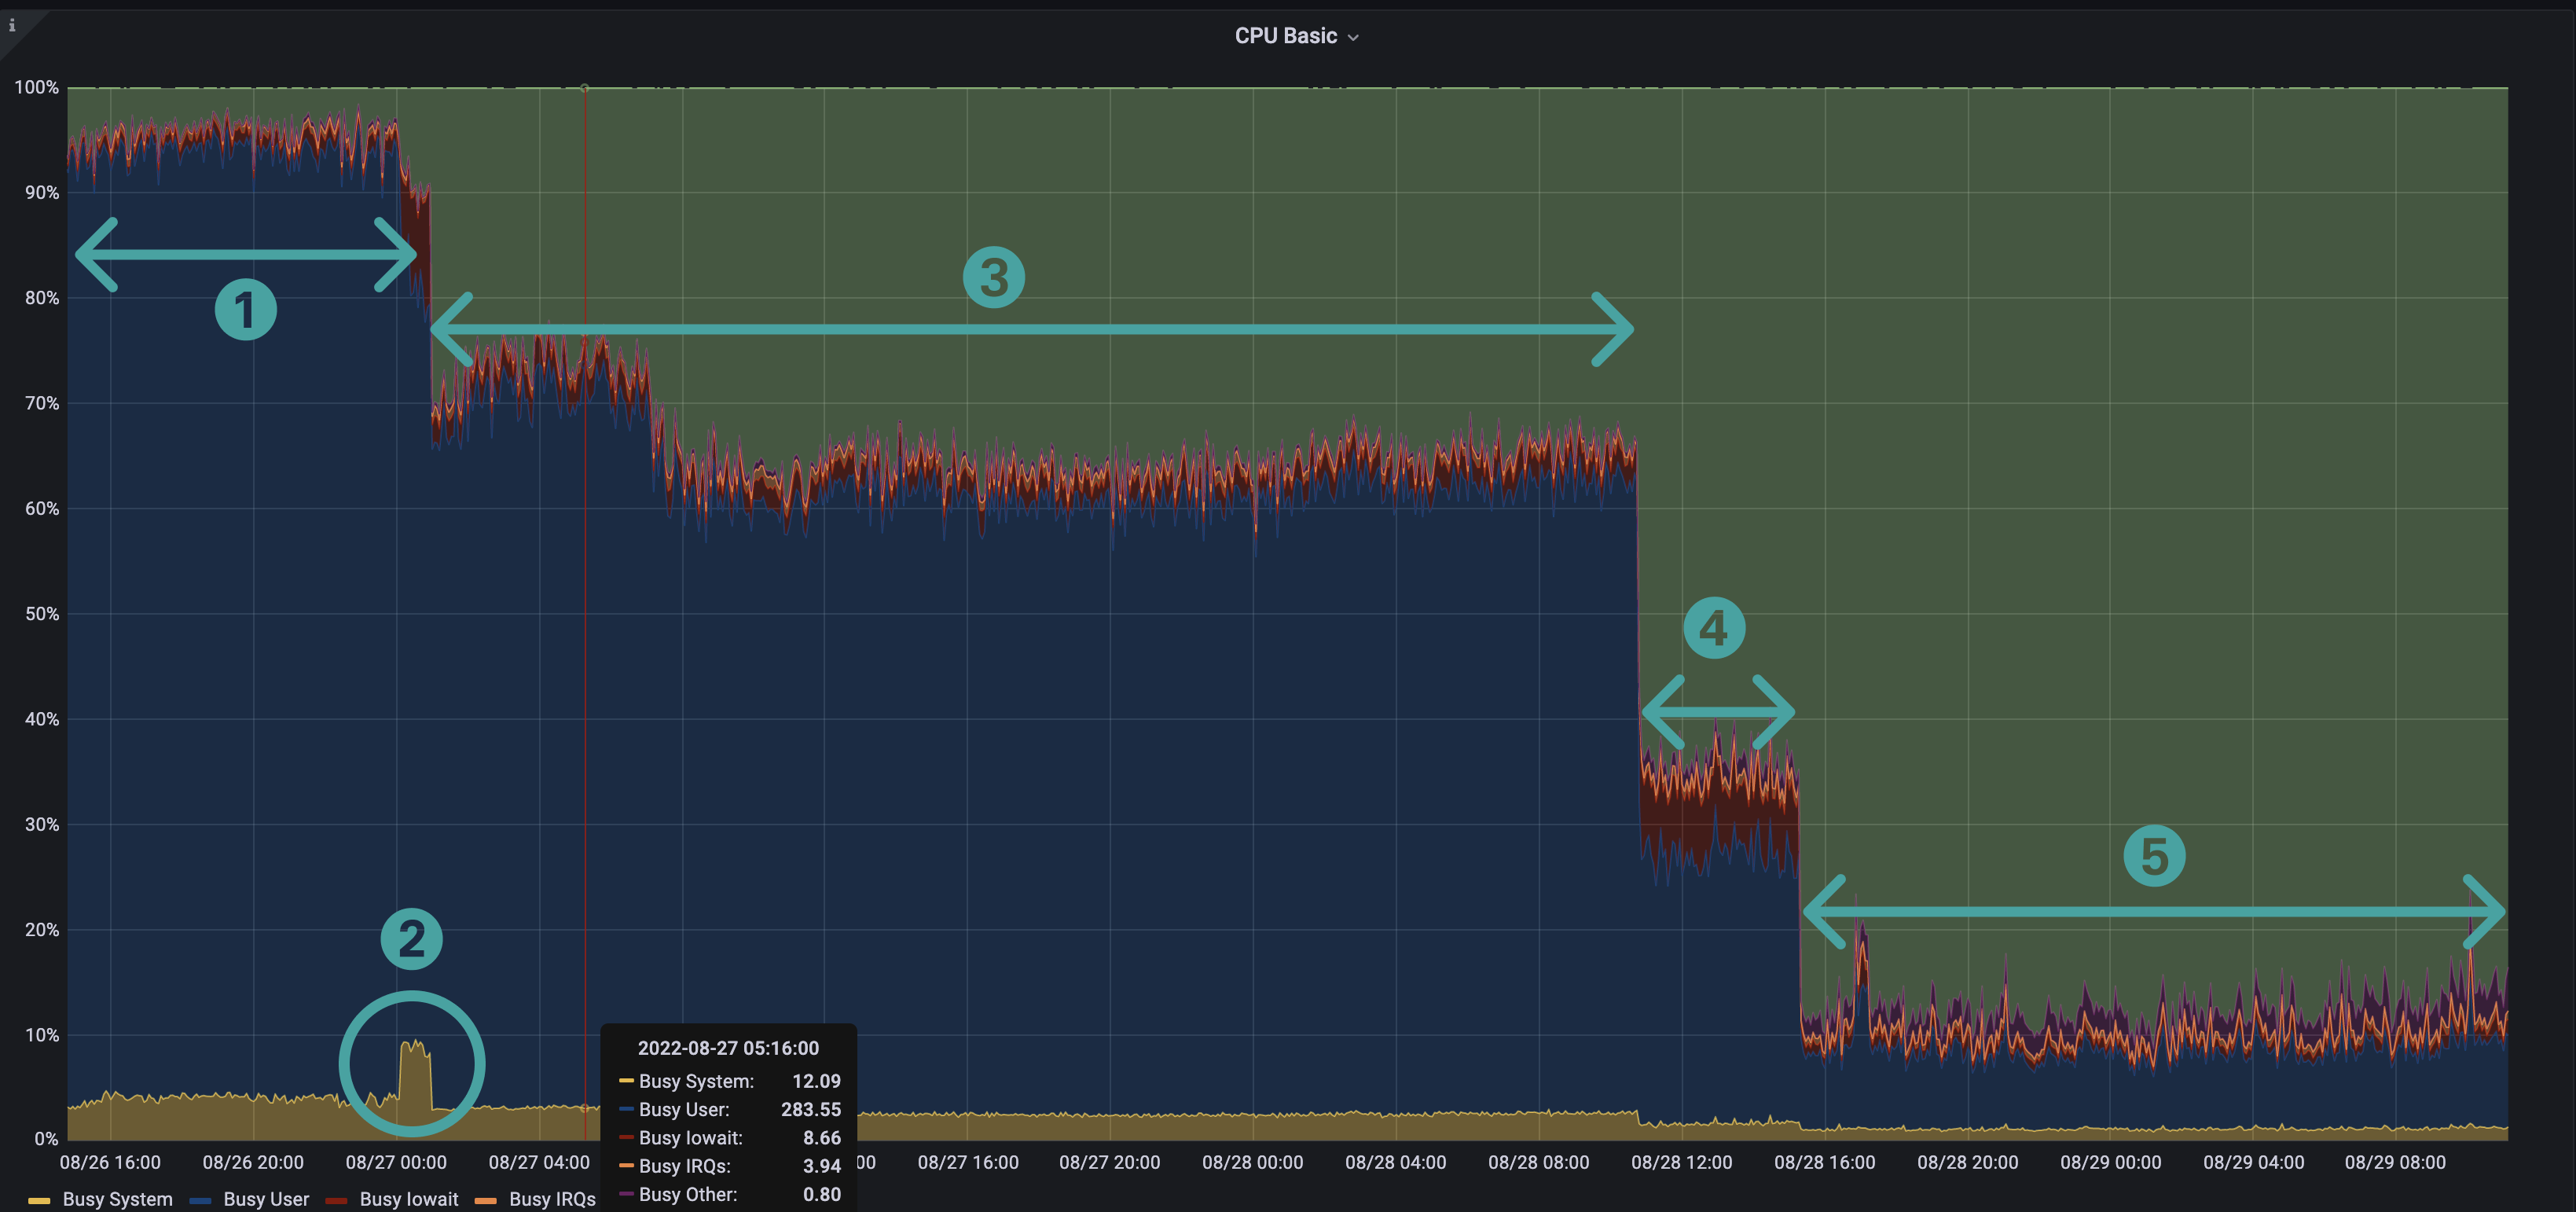 i
CPU Basic
100%
90%
80%
70%
60%
50%
40%
30%
20%
10%
0%
1
2
3
4
5
2022-08-27 05:16:00
Busy System: 12.09
Busy User: 283.55
Busy Iowait: 8.66
Busy IRQs: 3.94
Busy Other: 0.80
08/26 16:00 08/26 20:00 08/27 00:00 08/27 04:00 00 08/27 16:00 08/27 20:00 08/28 00:00 08/28 04:00 08/28 08:00 08/28 12:00 08/28 16:00 08/28 20:00 08/29 00:00 08/29 04:00 08/29 08:00
Busy System Busy User Busy Iowait Busy IRQs